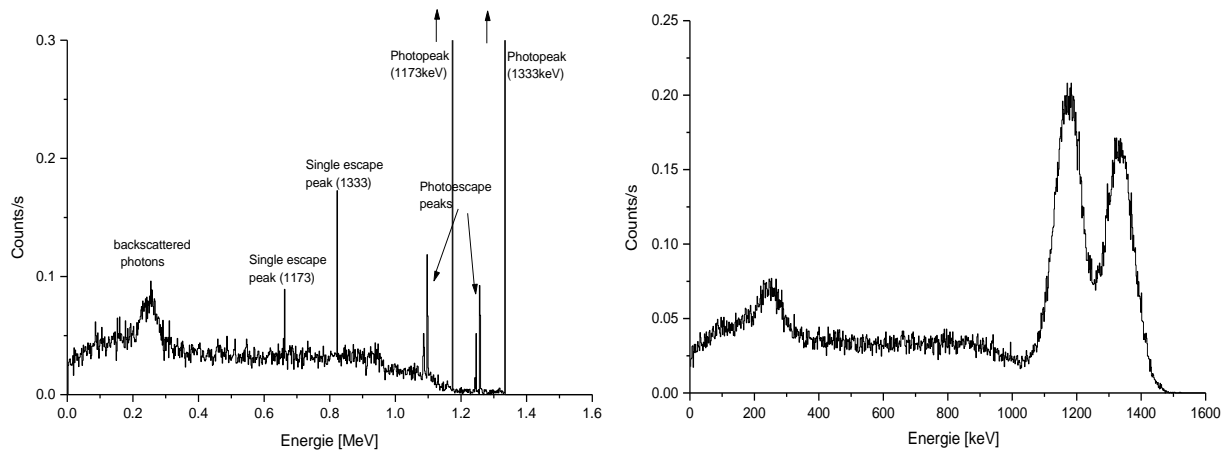 0.3
0.2
0.1
0.0
Counts/s
0.0 0.2 0.4 0.6 0.8 1.0 1.2 1.4 1.6
Energie [MeV]
backscattered
photons
Single escape
peak (1173)
Single escape
peak (1333)
Photoescape
peaks
Photopeak
(1173keV)
Photopeak
(1333keV)
0.25
0.20
0.15
0.10
0.05
0.00
Counts/s
0 200 400 600 800 1000 1200 1400 1600
Energie [keV]